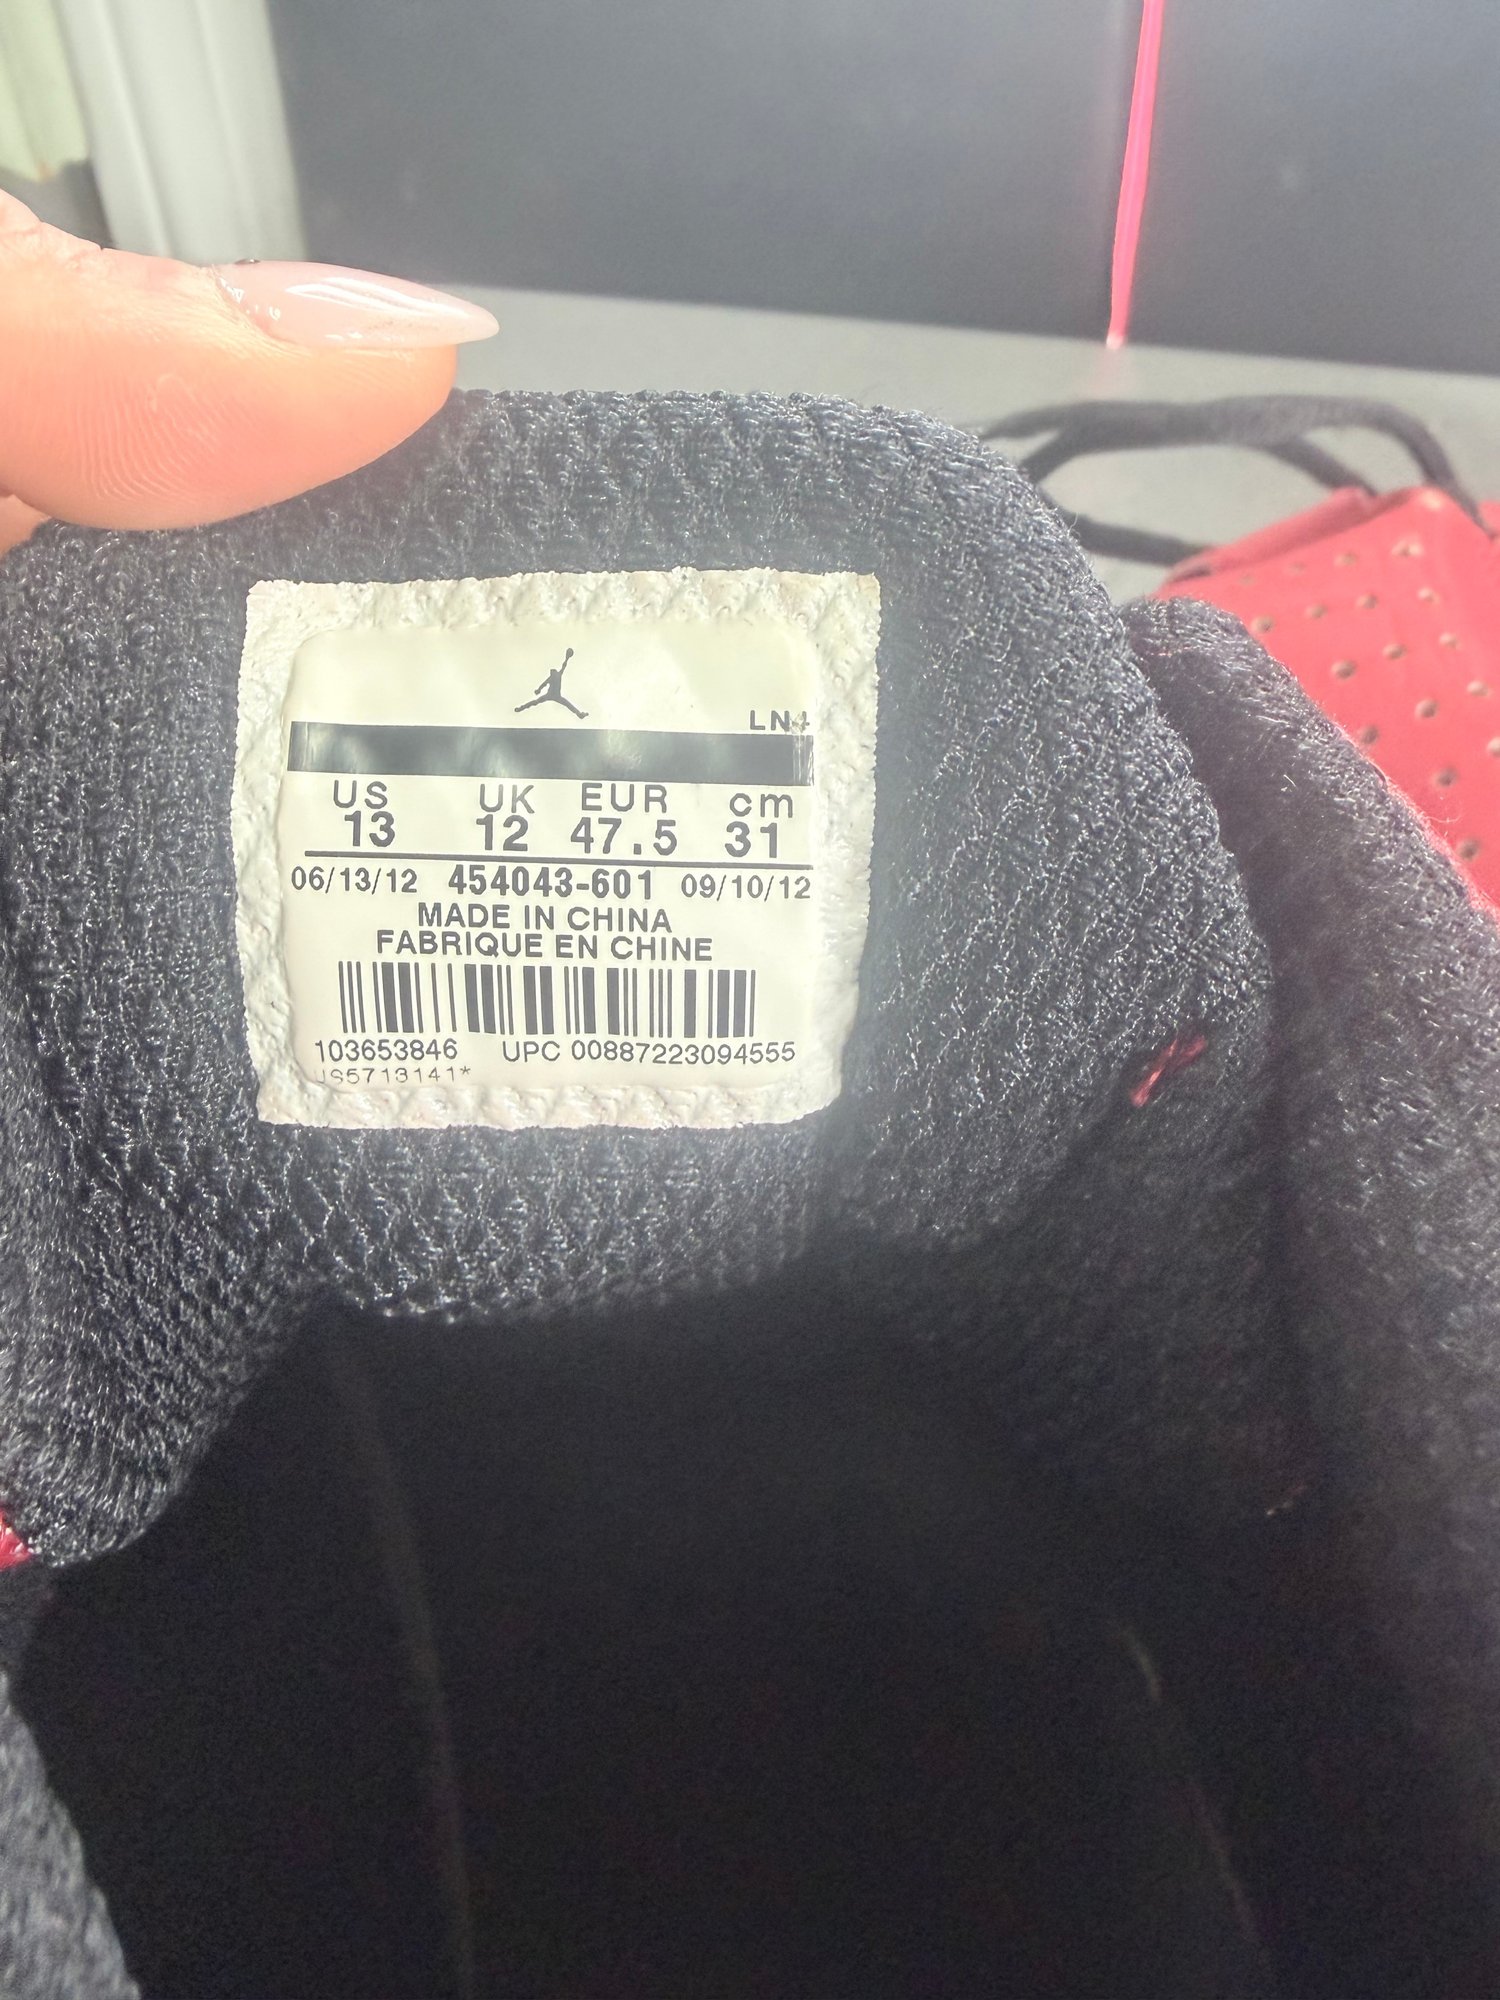 LN4
US UK EUR cm
13 12 47.5 31
06/13/12 454043-601 09/10/12
MADE IN CHINA
FABRIQUE EN CHINE
103653846 UPC 00887223094555
US5713141*